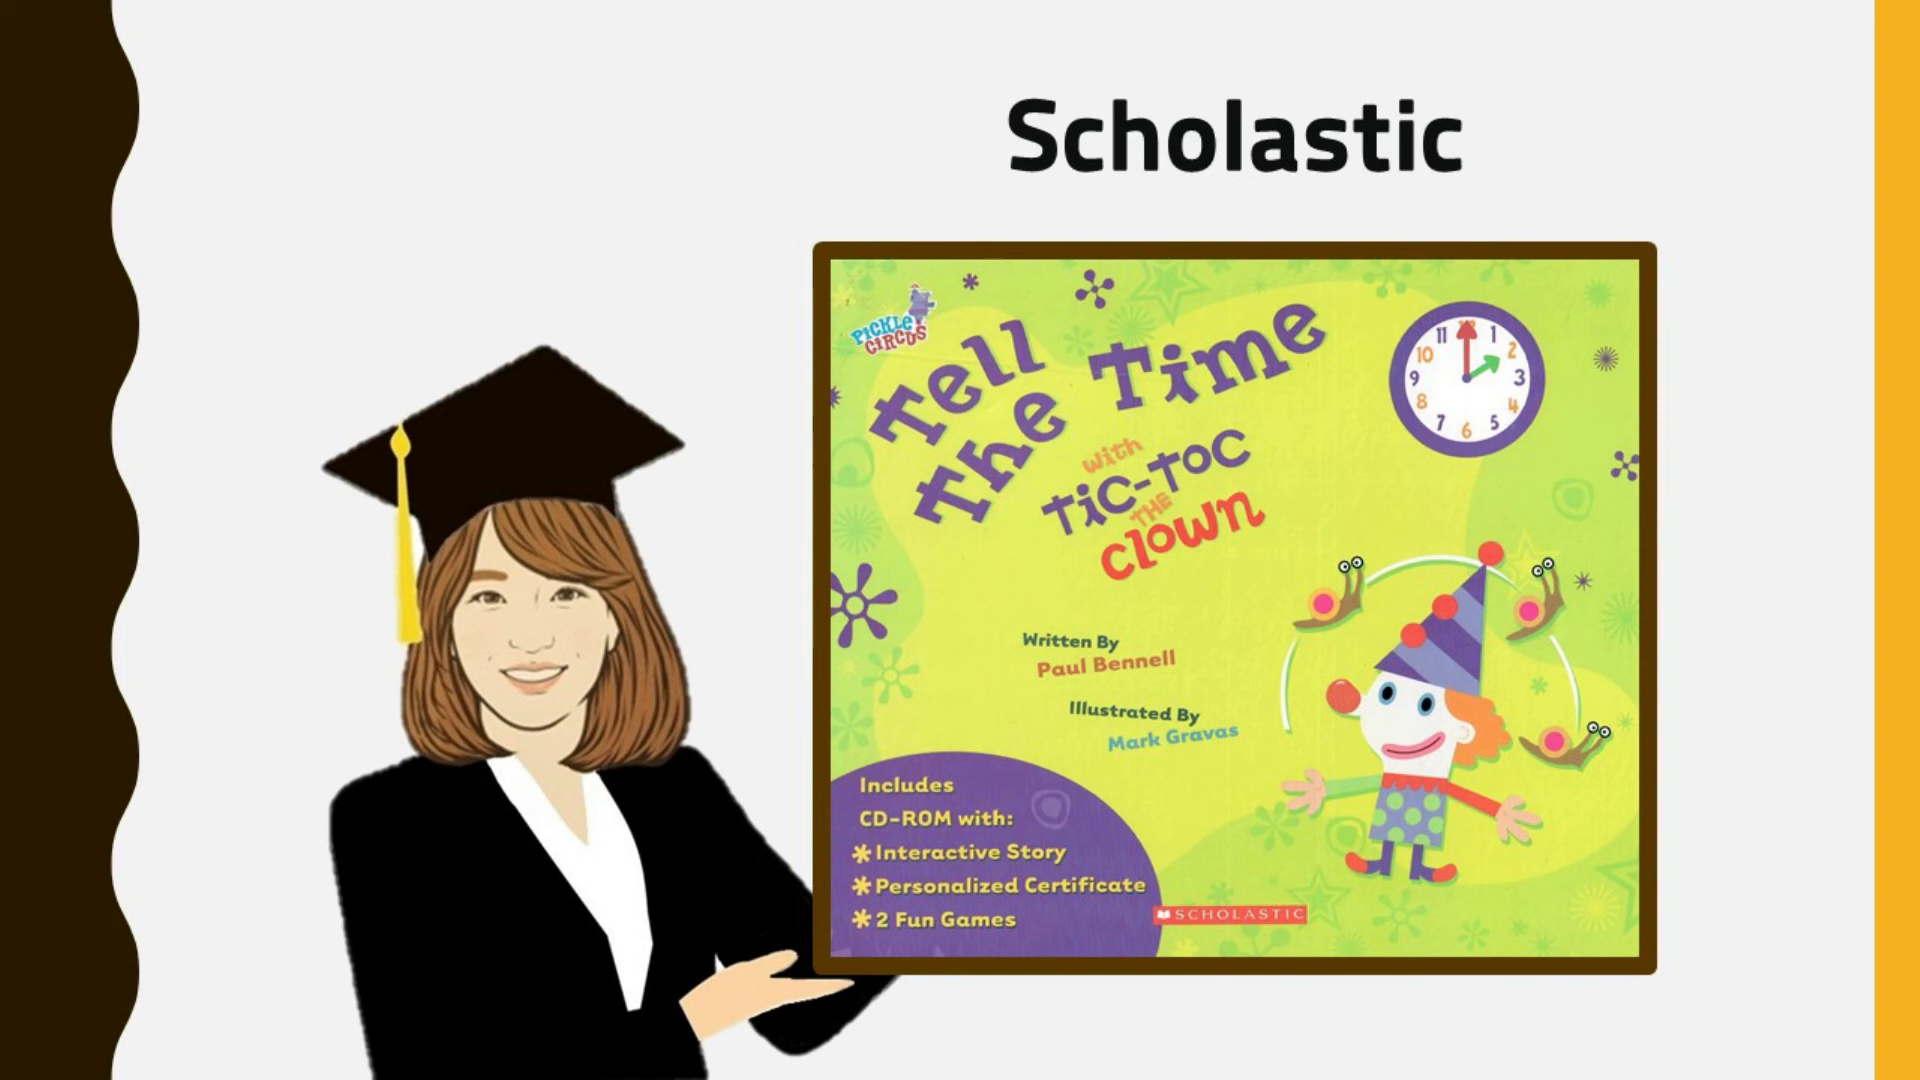 Scholastic
PICKLE
CIRCUS
Tell
The Time
with
TiC-TOC
THE
Clown
11 12 1
10 2
9 3
8 4
7 6 5
Written By
Paul Bennell
Illustrated By
Mark Gravas
Includes
CD-ROM with:
* Interactive Story
* Personalized Certificate
* 2 Fun Games
SCHOLASTIC